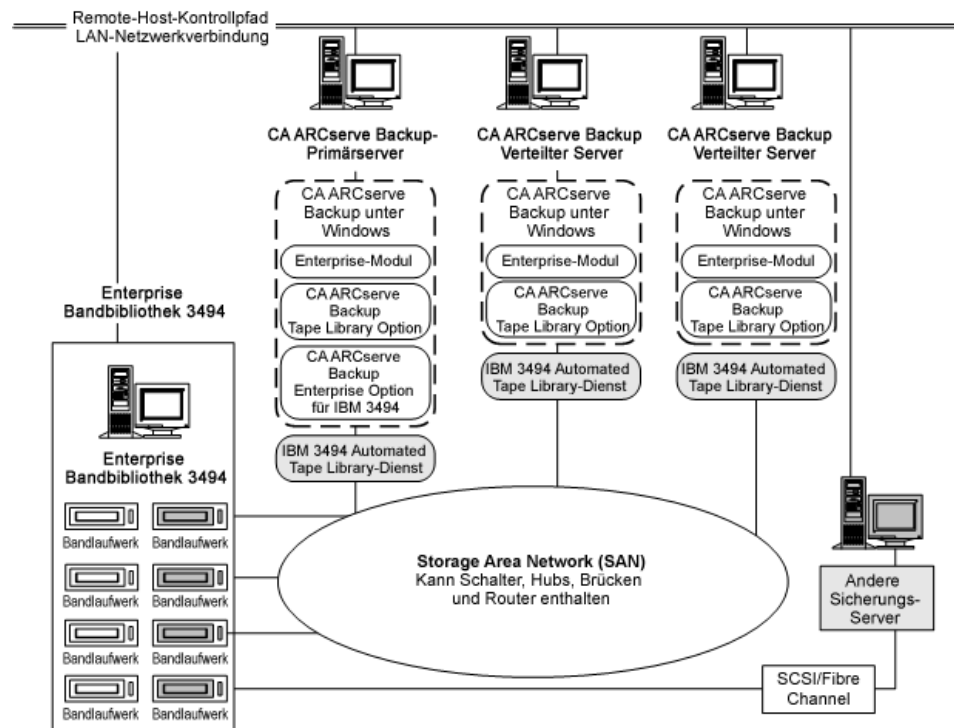 Remote-Host-Kontrollpfad
LAN-Netzwerkverbindung
CA ARCserve Backup-
Primärserver
CA ARCserve Backup
Verteilter Server
CA ARCserve Backup
Verteilter Server
CA ARCserve
Backup unter
Windows
Enterprise-Modul
CA ARCserve
Backup
Tape Library Option
CA ARCserve
Backup
Enterprise Option
für IBM 3494
IBM 3494 Automated
Tape Library-Dienst
CA ARCserve
Backup unter
Windows
Enterprise-Modul
CA ARCserve
Backup
Tape Library Option
IBM 3494 Automated
Tape Library-Dienst
CA ARCserve
Backup unter
Windows
Enterprise-Modul
CA ARCserve
Backup
Tape Library Option
IBM 3494 Automated
Tape Library-Dienst
Enterprise
Bandbibliothek 3494
Enterprise
Bandbibliothek 3494
Bandlaufwerk
Bandlaufwerk
Bandlaufwerk
Bandlaufwerk
Bandlaufwerk
Bandlaufwerk
Bandlaufwerk
Bandlaufwerk
Storage Area Network (SAN)
Kann Schalter, Hubs, Brücken
und Router enthalten
Andere
Sicherungs-
Server
SCSI/Fibre
Channel